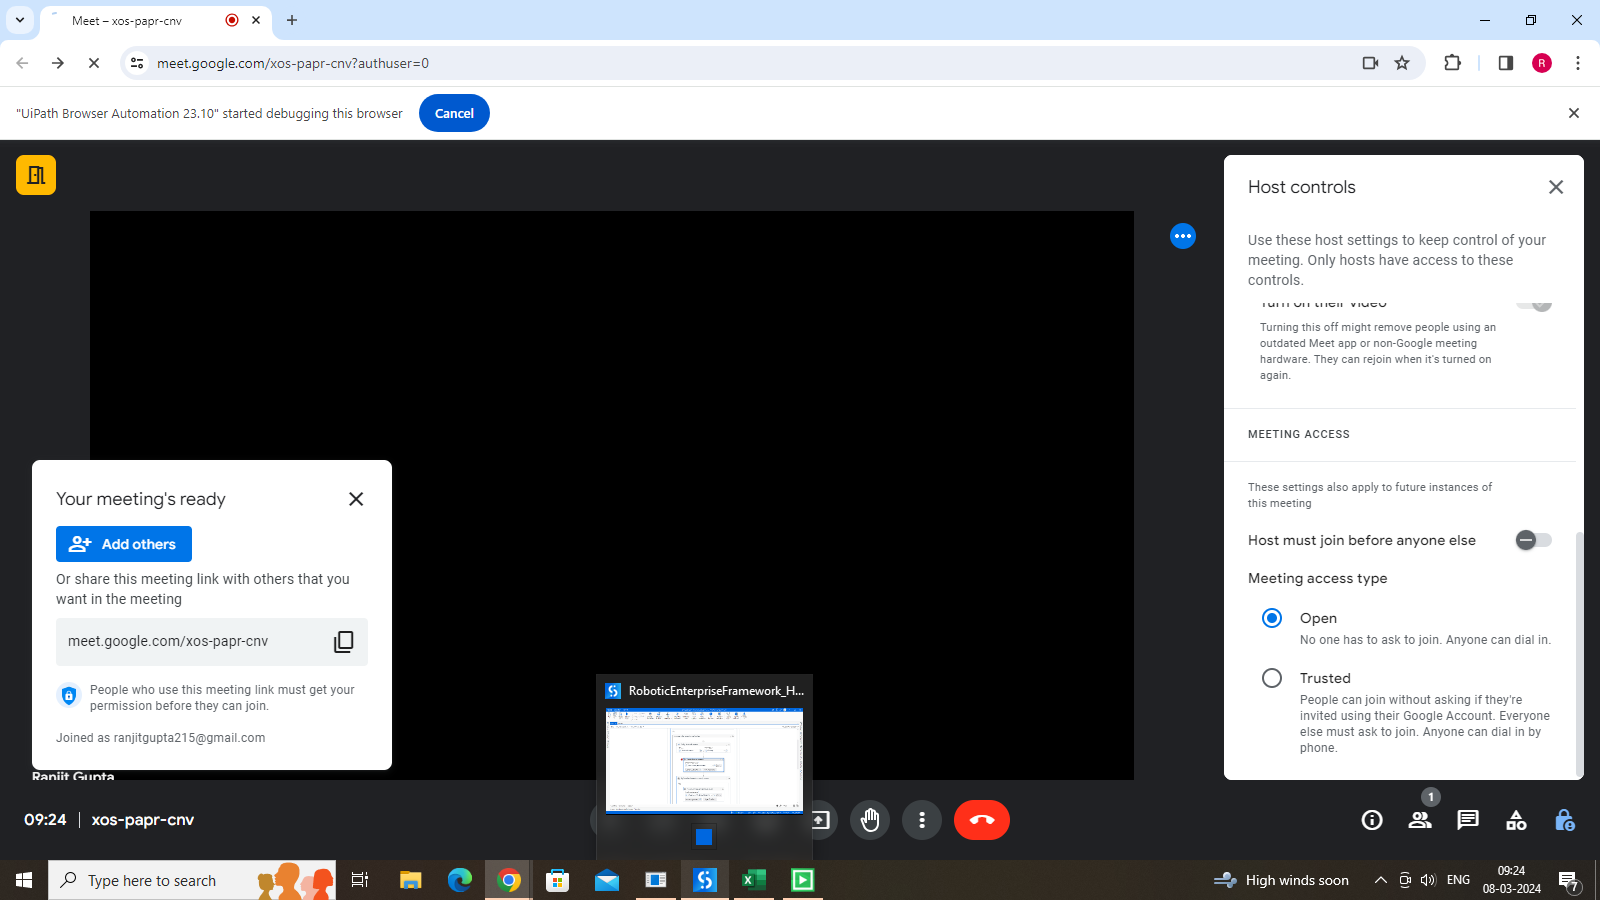 Meet – xos-papr-cnv
meet.google.com/xos-papr-cnv?authuser=0
R
"UiPath Browser Automation 23.10" started debugging this browser
Cancel
Host controls
Use these host settings to keep control of your
meeting. Only hosts have access to these
controls.
Turn on their video
Turning this off might remove people using an
outdated Meet app or non-Google meeting
hardware. They can rejoin when it's turned on
again.
MEETING ACCESS
These settings also apply to future instances of
this meeting
Host must join before anyone else
Meeting access type
Open
No one has to ask to join. Anyone can dial in.
Trusted
People can join without asking if they're
invited using their Google Account. Everyone
else must ask to join. Anyone can dial in by
phone.
Your meeting's ready
Add others
Or share this meeting link with others that you
want in the meeting
meet.google.com/xos-papr-cnv
People who use this meeting link must get your
permission before they can join.
Joined as ranjitgupta215@gmail.com
Ranjit Gupta
RoboticEnterpriseFramework_H...
09:24
xos-papr-cnv
1
Type here to search
High winds soon
ENG
09:24
08-03-2024
7